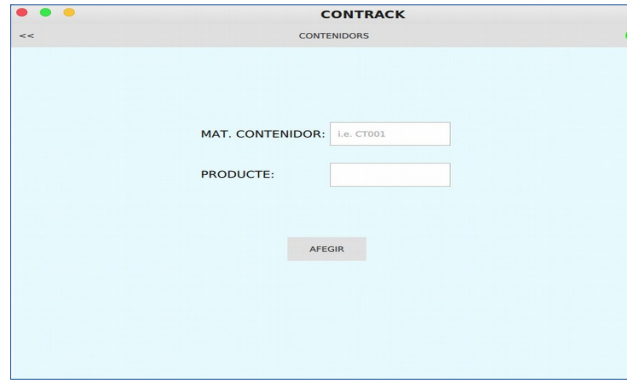 CONTRACK
<< CONTENIDORS
MAT. CONTENIDOR: i.e. CT001
PRODUCTE:
AFEGIR